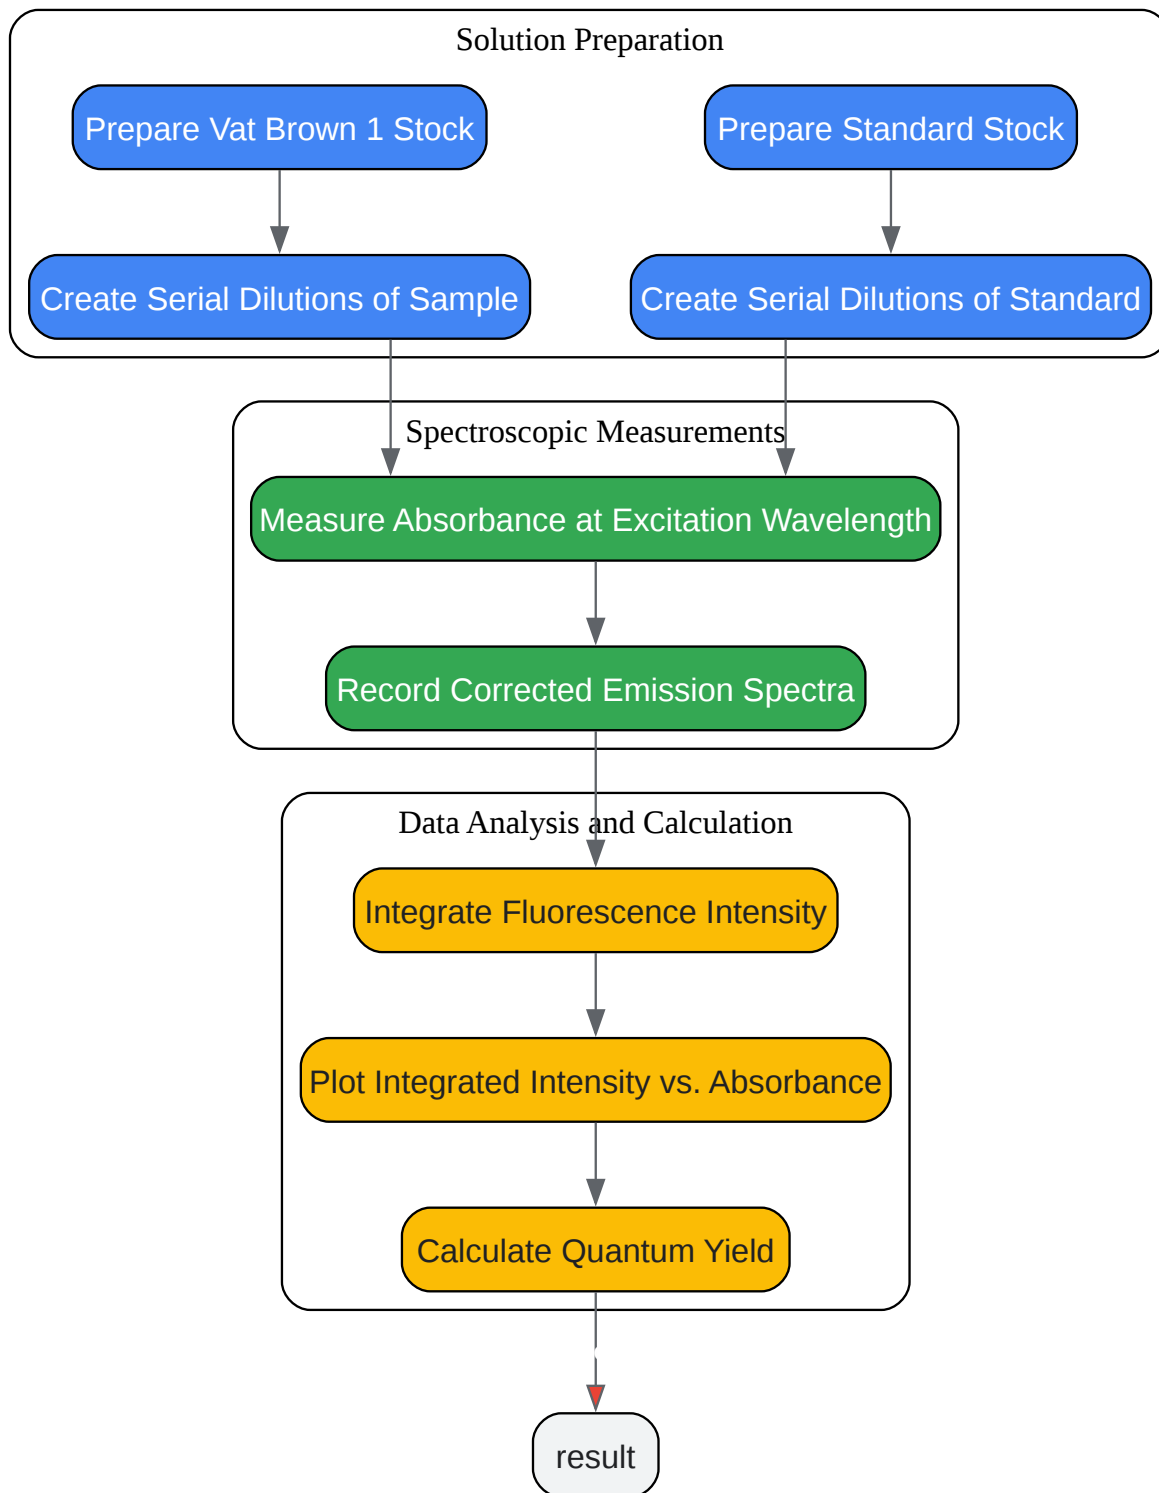 Solution Preparation
Prepare Vat Brown 1 Stock
Prepare Standard Stock
Create Serial Dilutions of Sample
Create Serial Dilutions of Standard
Spectroscopic Measurements
Measure Absorbance at Excitation Wavelength
Record Corrected Emission Spectra
Data Analysis and Calculation
Integrate Fluorescence Intensity
Plot Integrated Intensity vs. Absorbance
Calculate Quantum Yield
result